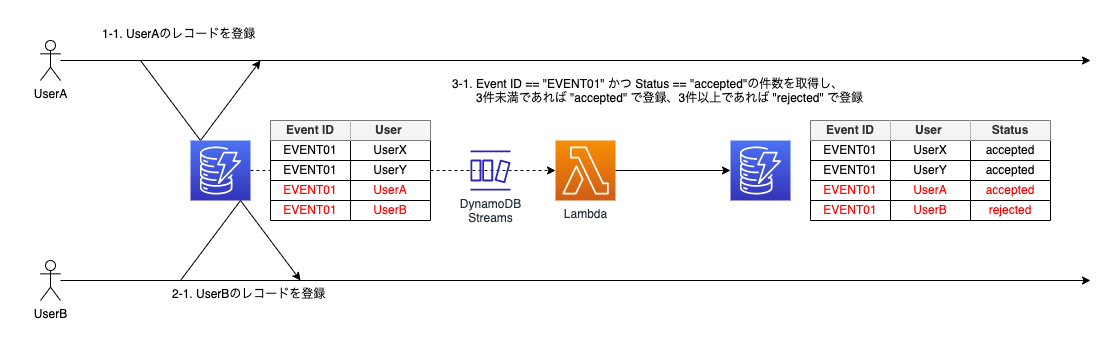 1-1. UserAのレコードを登録
UserA
3-1. Event ID == "EVENT01" かつ Status == "accepted"の件数を取得し、
3件未満であれば "accepted" で登録、3件以上であれば "rejected" で登録
Event ID User
EVENT01 UserX
EVENT01 UserY
EVENT01 UserA
EVENT01 UserB
DynamoDB
Streams
Lambda
Event ID User Status
EVENT01 UserX accepted
EVENT01 UserY accepted
EVENT01 UserA accepted
EVENT01 UserB rejected
2-1. UserBのレコードを登録
UserB